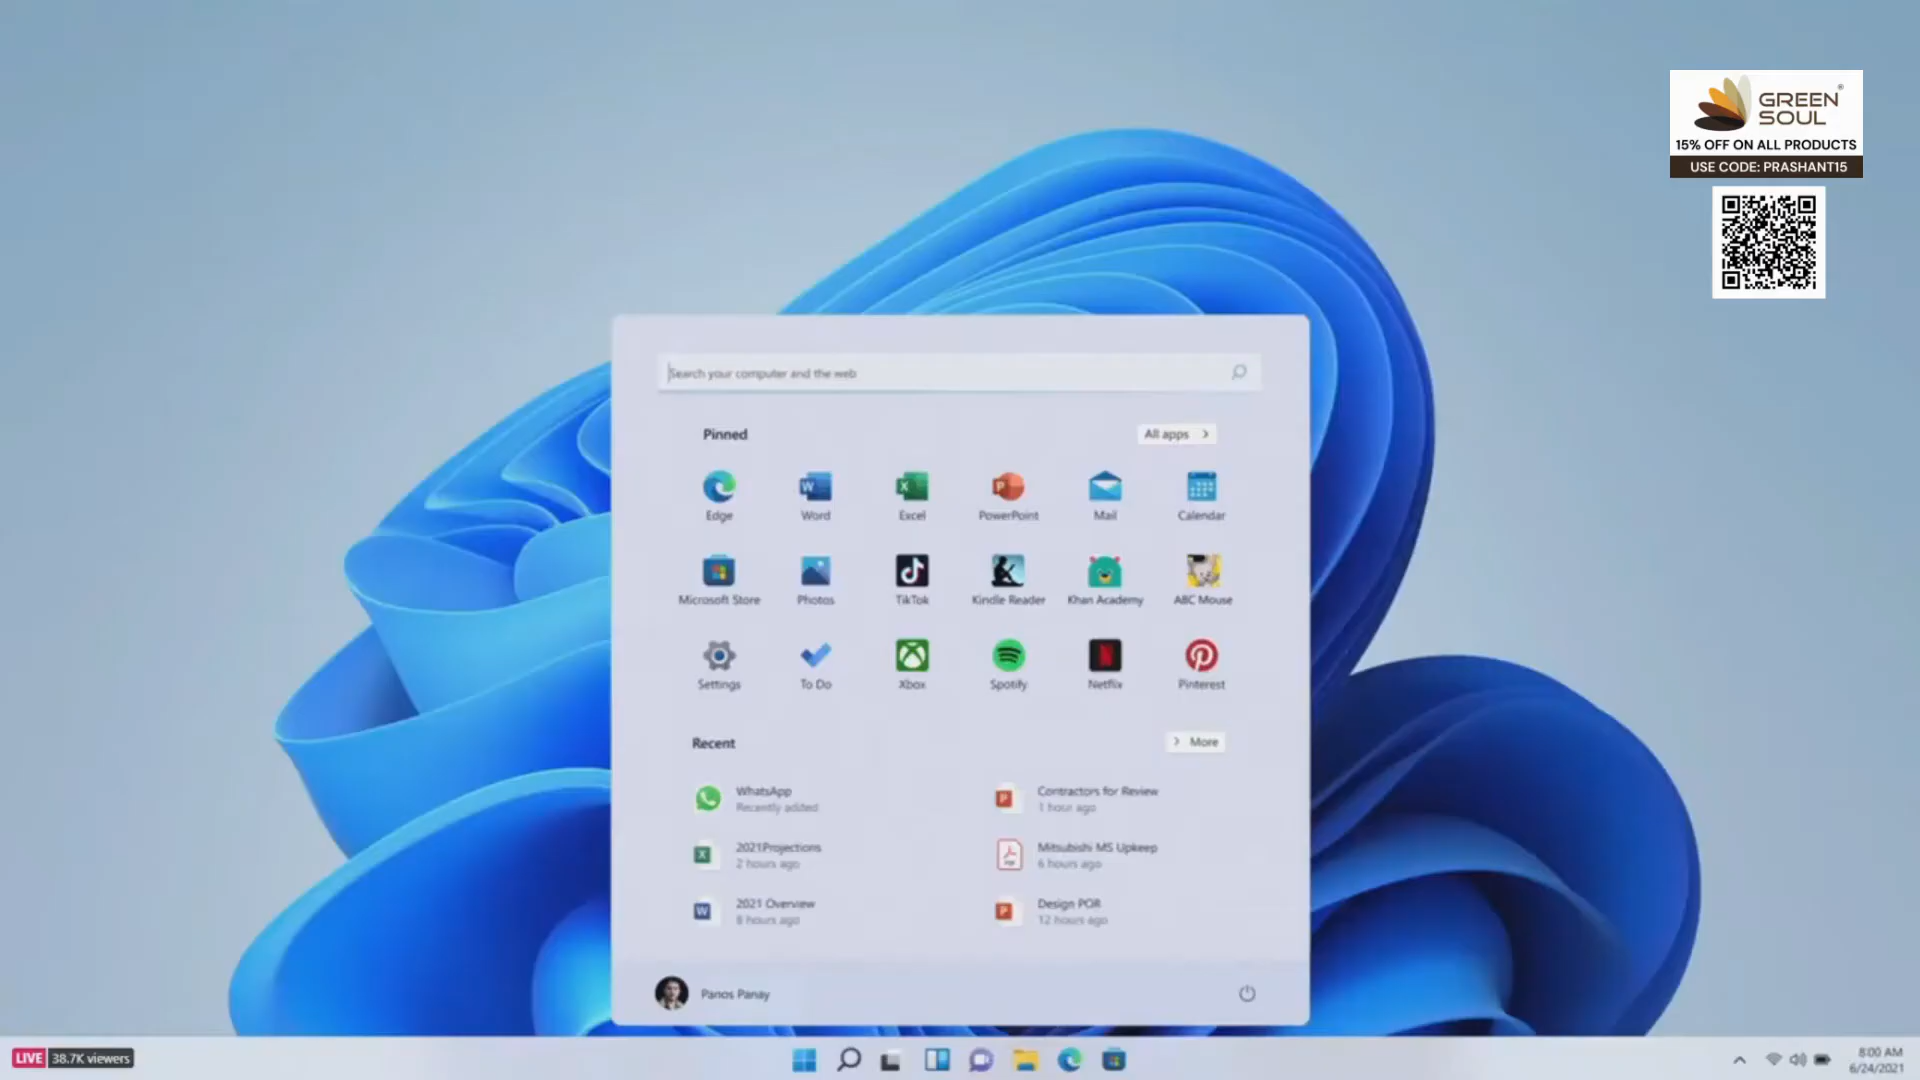 GREEN
SOUL
15% OFF ON ALL PRODUCTS
USE CODE: PRASHANT15
Search your computer and the web
Pinned
All apps
Edge
Word
Excel
PowerPoint
Mail
Calendar
Microsoft Store
Photos
TikTok
Kindle Reader
Khan Academy
ABC Mouse
Settings
To Do
Xbox
Spotify
Netflix
Pinterest
Recent
More
WhatsApp
Recently added
Contractors for Review
1 hour ago
2021Projections
2 hours ago
Mitsubishi MS Upkeep
6 hours ago
2021 Overview
8 hours ago
Design POR
12 hours ago
Panos Panay
LIVE 38.7K viewers
8:00 AM
6/24/2021